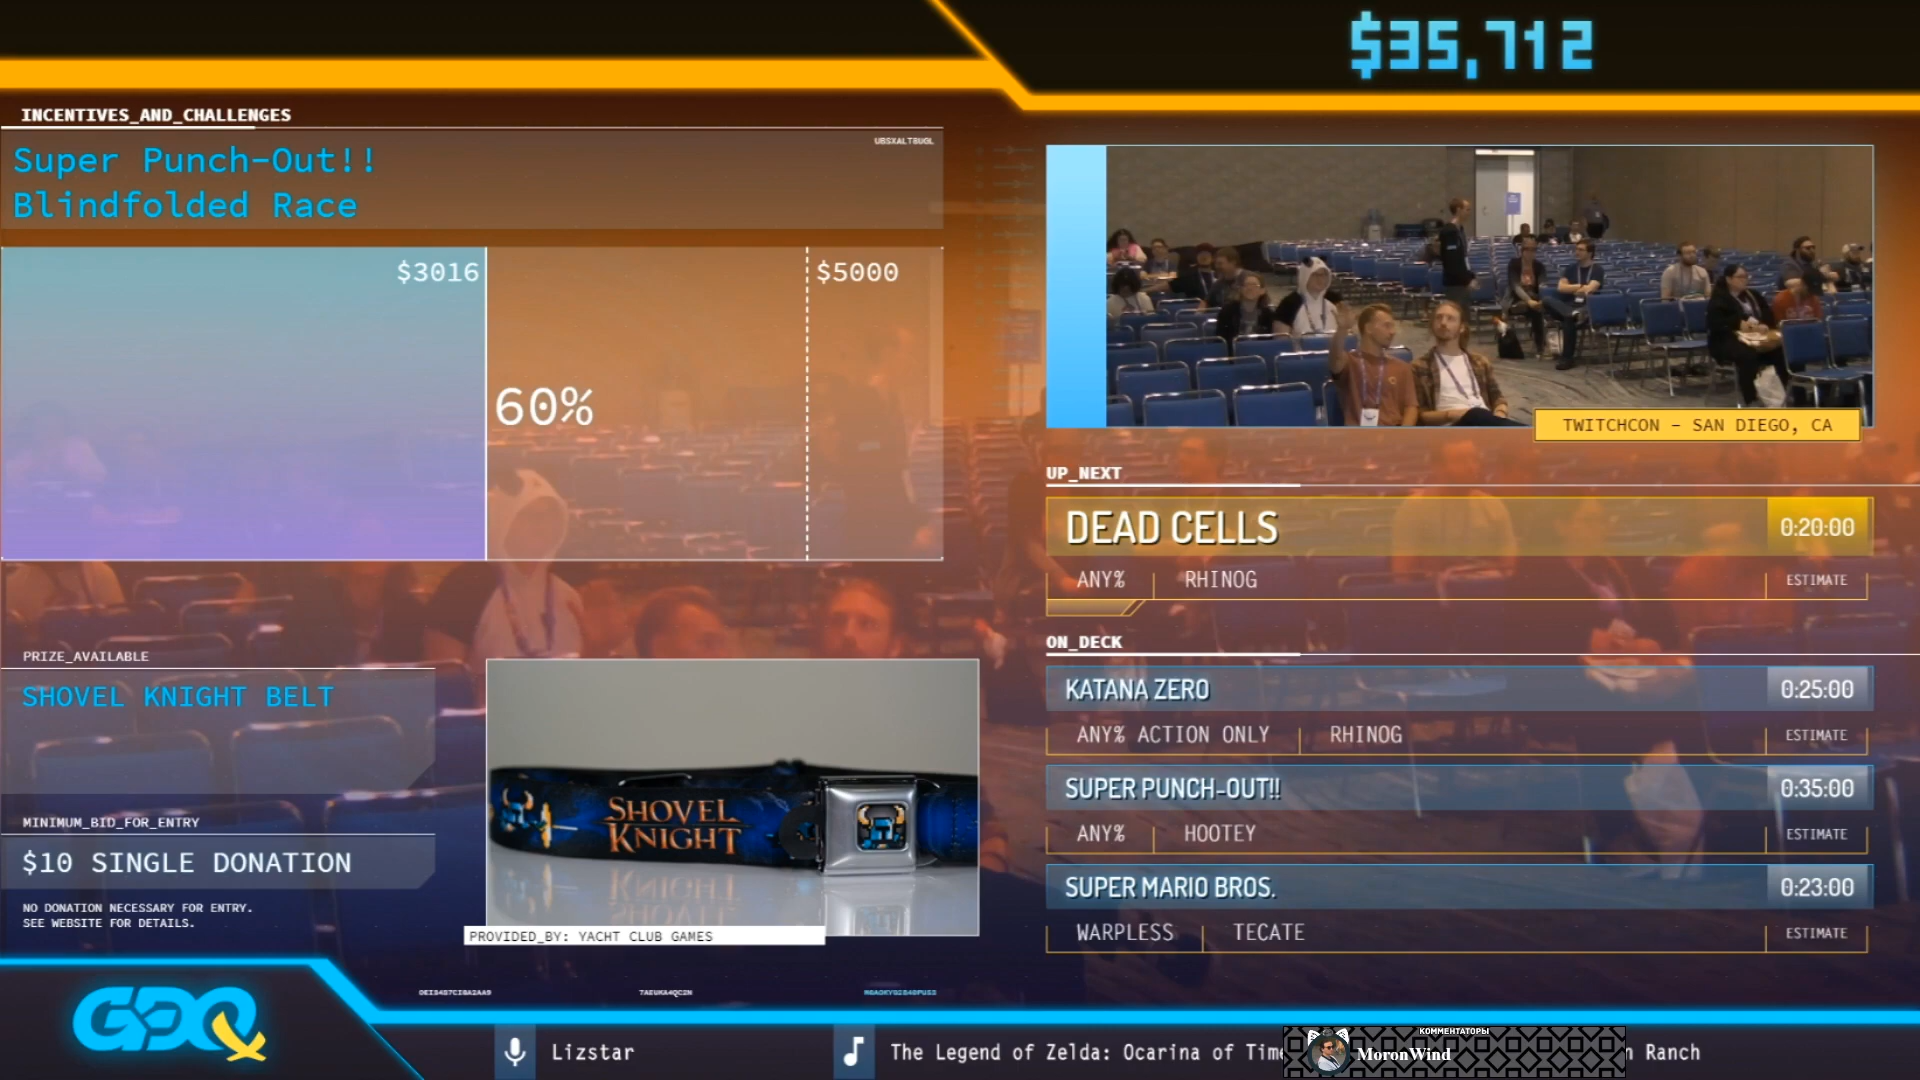 $35,712
INCENTIVES_AND_CHALLENGES
UBSXALTBUGL
Super Punch-Out!!
Blindfolded Race
$3016
$5000
60%
TWITCHCON - SAN DIEGO, CA
UP_NEXT
DEAD CELLS
0:20:00
ANY%
RHINOG
ESTIMATE
ON_DECK
KATANA ZERO
0:25:00
ANY% ACTION ONLY
RHINOG
ESTIMATE
SUPER PUNCH-OUT!!
0:35:00
ANY%
HOOTEY
ESTIMATE
SUPER MARIO BROS.
0:23:00
WARPLESS
TECATE
ESTIMATE
PRIZE_AVAILABLE
SHOVEL KNIGHT BELT
MINIMUM_BID_FOR_ENTRY
$10 SINGLE DONATION
NO DONATION NECESSARY FOR ENTRY.
SEE WEBSITE FOR DETAILS.
SHOVEL
KNIGHT
PROVIDED_BY: YACHT CLUB GAMES
GDQX
Lizstar
The Legend of Zelda: Ocarina of Time
Ranch
КОММЕНТАТОРЫ
MoronWind